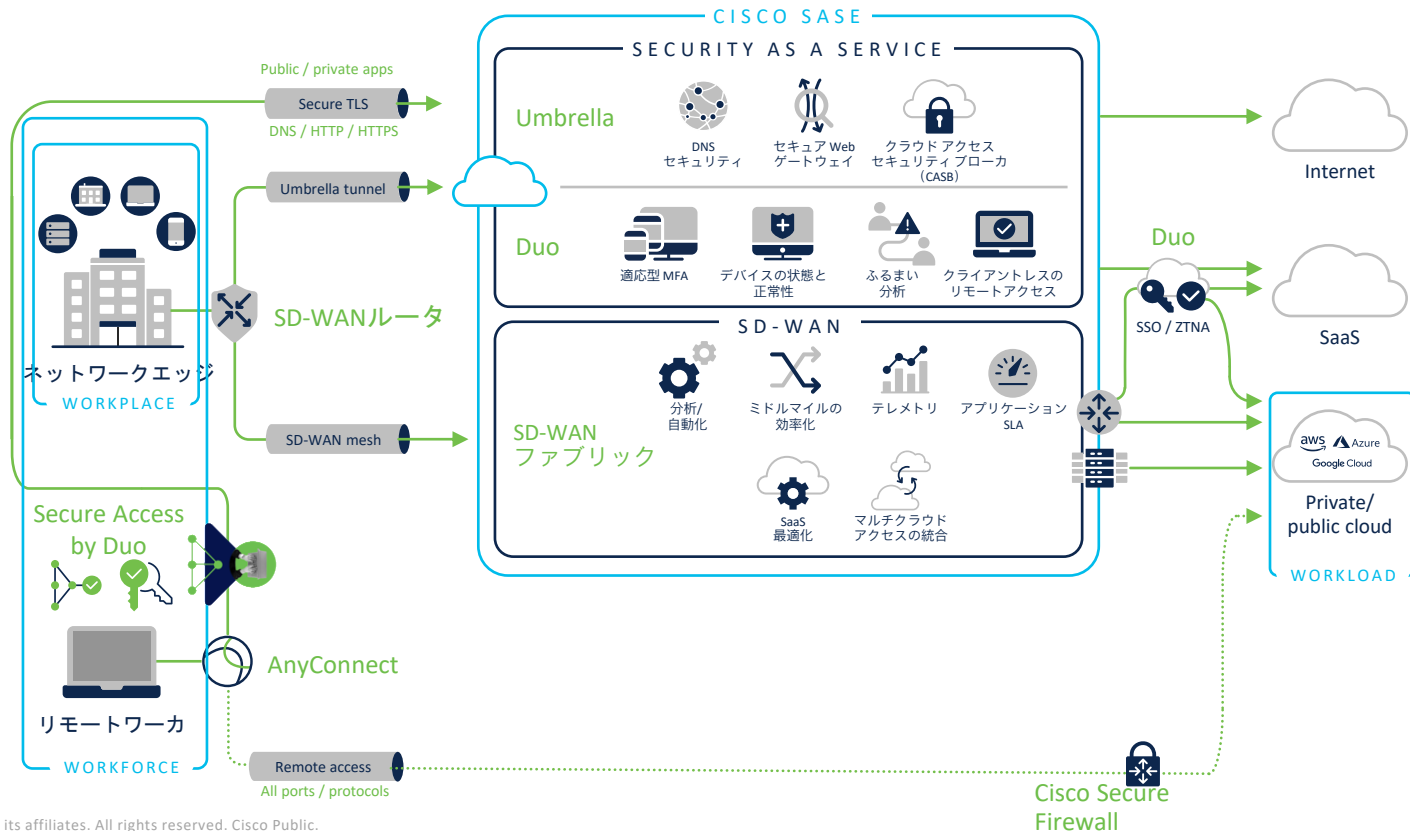 CISCO SASE
SECURITY AS A SERVICE
Public / private apps
Secure TLS
DNS / HTTP / HTTPS
Umbrella
DNS
セキュリティ
セキュア Web
ゲートウェイ
クラウド アクセス
セキュリティ ブローカ
（CASB）
Internet
Umbrella tunnel
Duo
適応型 MFA
デバイスの状態と
正常性
ふるまい
分析
クライアントレスの
リモートアクセス
Duo
SSO / ZTNA
SaaS
SD-WANルータ
ネットワークエッジ
WORKPLACE
SD-WAN
分析/
自動化
ミドルマイルの
効率化
テレメトリ
アプリケーション
SLA
SD-WAN mesh
SD-WAN
ファブリック
SaaS
最適化
マルチクラウド
アクセスの統合
aws
Azure
Google Cloud
Private/
public cloud
WORKLOAD
Secure Access
by Duo
AnyConnect
リモートワーカ
WORKFORCE
Remote access
All ports / protocols
Cisco Secure
Firewall
its affiliates. All rights reserved. Cisco Public.